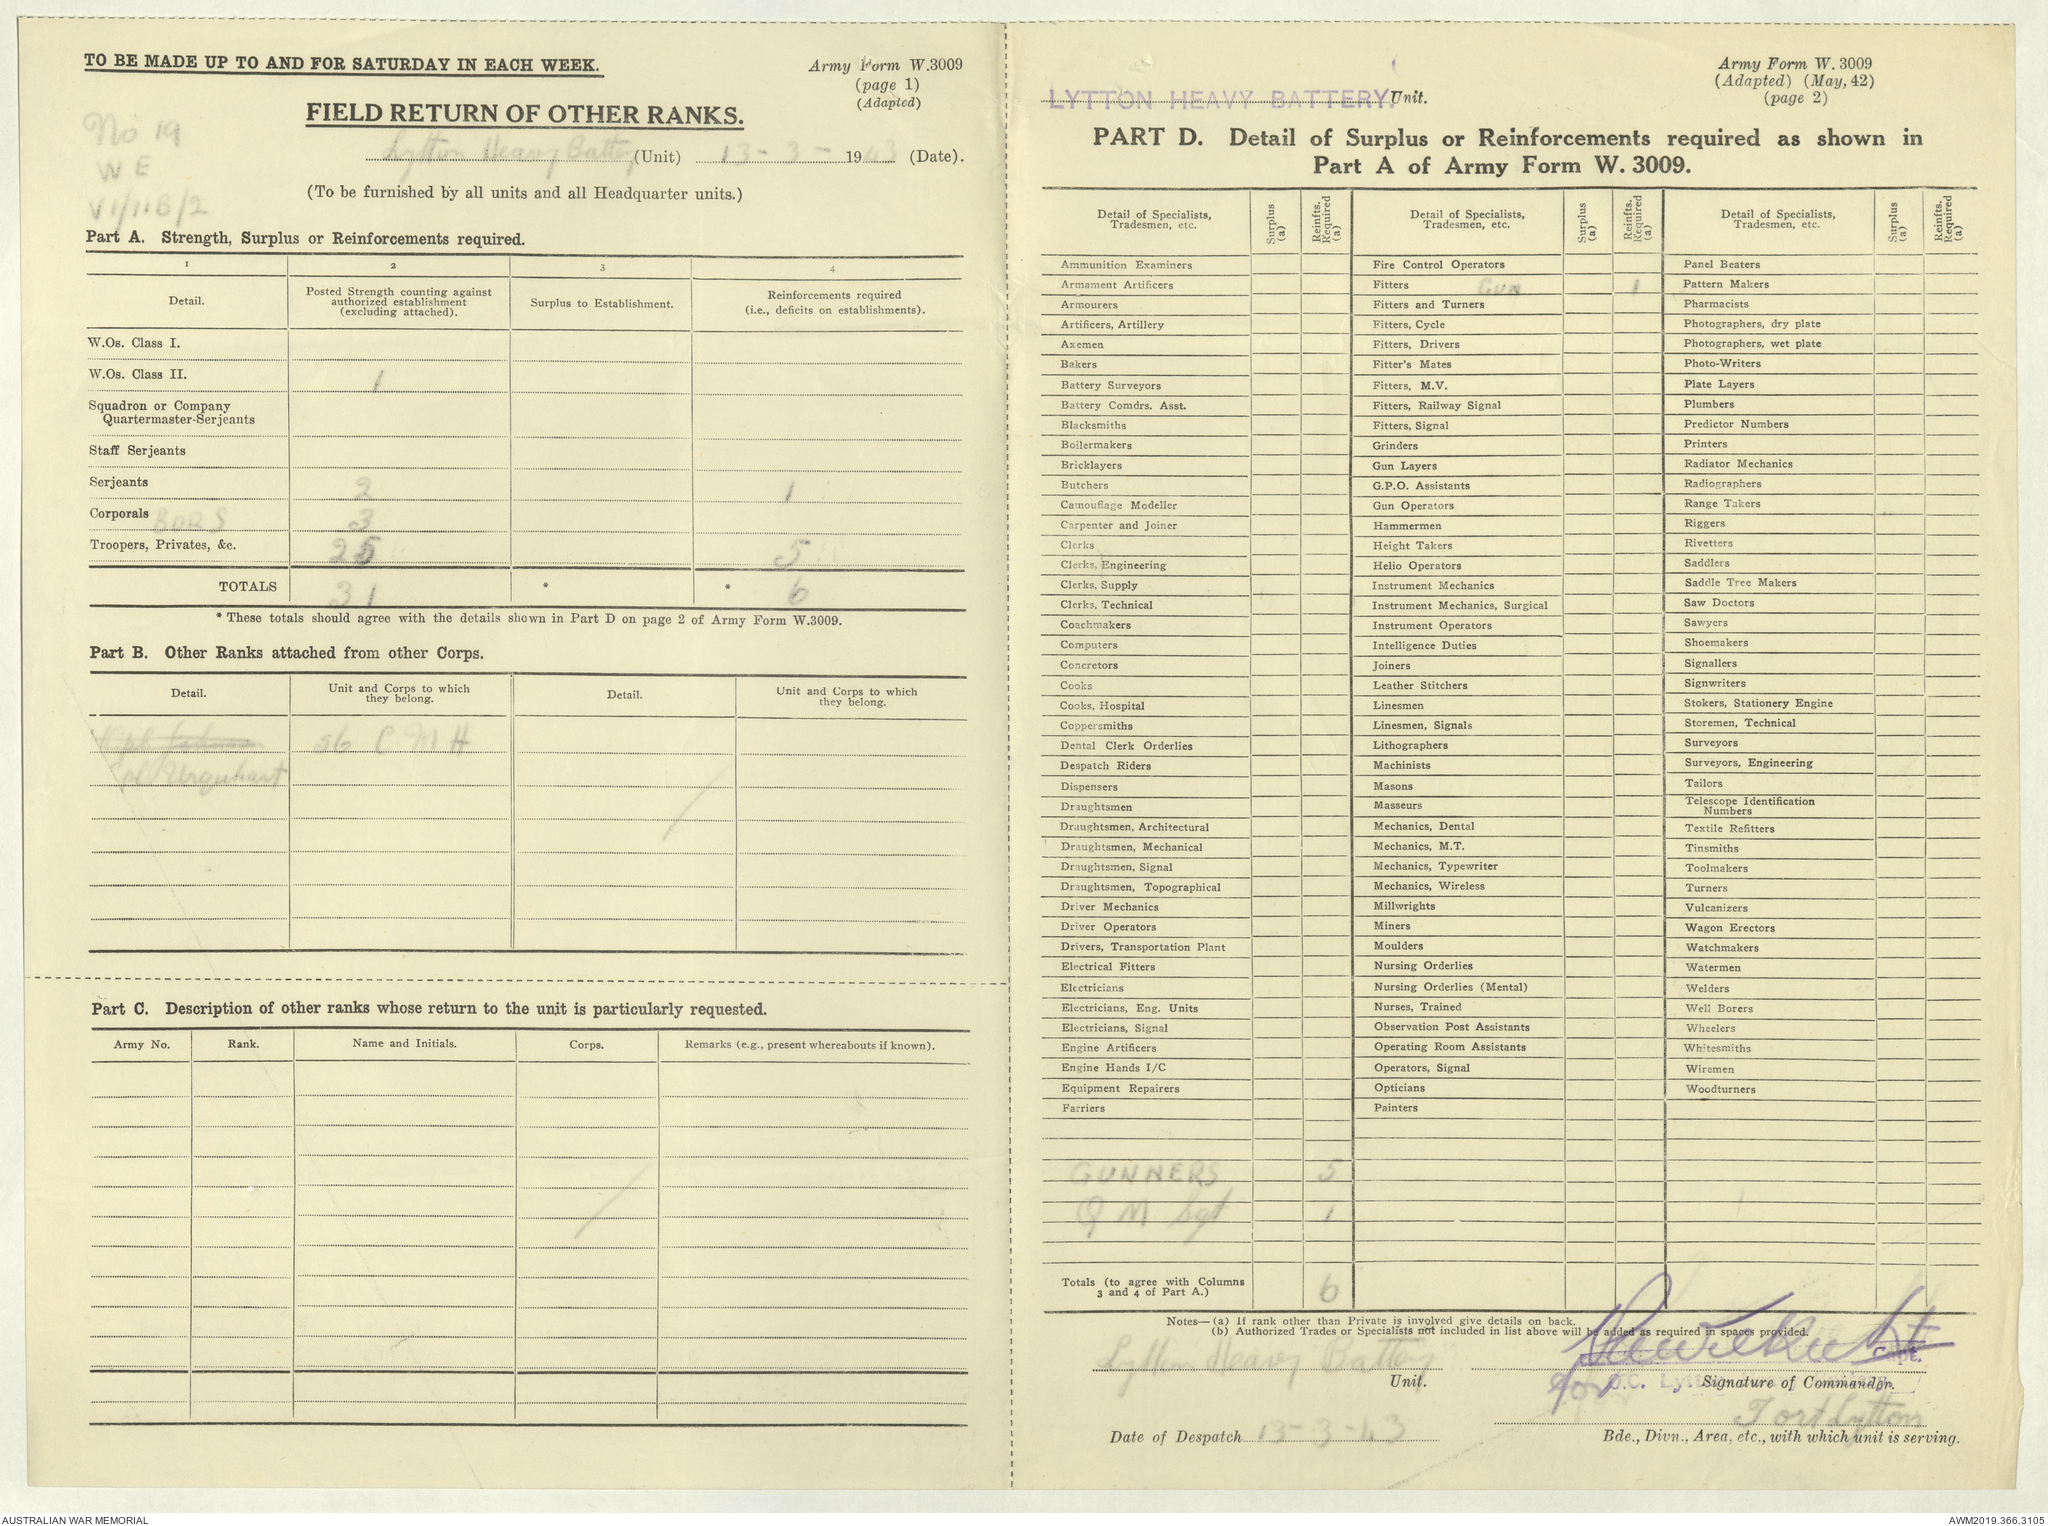 TO BE MADE UP TO AND FOR SATURDAY IN EACH WEEK.
Army Form W.3009
(page 1)
(Adapted)
No 19
W E
VI/11B/2
FIELD RETURN OF OTHER RANKS.
Lytton Heavy Battery (Unit) 13-3-1943 (Date).
(To be furnished by all units and all Headquarter units.)
Part A. Strength, Surplus or Reinforcements required.
1 2 3 4
Detail. Posted Strength counting against authorized establishment (excluding attached). Surplus to Establishment. Reinforcements required (i.e., deficits on establishments).
W.Os. Class I.
W.Os. Class II. 1
Squadron or Company
Quartermaster-Serjeants
Staff Serjeants
Serjeants 2 1
Corporals BDRS 3
Troopers, Privates, &c. 25 5
TOTALS 31 * * 6
* These totals should agree with the details shown in Part D on page 2 of Army Form W.3009.
Part B. Other Ranks attached from other Corps.
Detail. Unit and Corps to which they belong. Detail. Unit and Corps to which they belong.
Cpl 56 C M H
Cpl Urquhart
Part C. Description of other ranks whose return to the unit is particularly requested.
Army No. Rank. Name and Initials. Corps. Remarks (e.g., present whereabouts if known).
Army Form W. 3009
(Adapted) (May, 42)
(page 2)
LYTTON HEAVY BATTERY. Unit.
PART D. Detail of Surplus or Reinforcements required as shown in
Part A of Army Form W. 3009.
Detail of Specialists, Tradesmen, etc. Surplus (a) Reinfts. Required (a) Detail of Specialists, Tradesmen, etc. Surplus (a) Reinfts. Required (a) Detail of Specialists, Tradesmen, etc. Surplus (a) Reinfts. Required (a)
Ammunition Examiners Fire Control Operators Panel Beaters
Armament Artificers Fitters Gun 1 Pattern Makers
Armourers Fitters and Turners Pharmacists
Artificers, Artillery Fitters, Cycle Photographers, dry plate
Axemen Fitters, Drivers Photographers, wet plate
Bakers Fitter's Mates Photo-Writers
Battery Surveyors Fitters, M.V. Plate Layers
Battery Comdrs. Asst. Fitters, Railway Signal Plumbers
Blacksmiths Fitters, Signal Predictor Numbers
Boilermakers Grinders Printers
Bricklayers Gun Layers Radiator Mechanics
Butchers G.P.O. Assistants Radiographers
Camouflage Modeller Gun Operators Range Takers
Carpenter and Joiner Hammermen Riggers
Clerks Height Takers Rivetters
Clerks, Engineering Helio Operators Saddlers
Clerks, Supply Instrument Mechanics Saddle Tree Makers
Clerks, Technical Instrument Mechanics, Surgical Saw Doctors
Coachmakers Instrument Operators Sawyers
Computers Intelligence Duties Shoemakers
Concretors Joiners Signallers
Cooks Leather Stitchers Signwriters
Cooks, Hospital Linesmen Stokers, Stationery Engine
Coppersmiths Linesmen, Signals Storemen, Technical
Dental Clerk Orderlies Lithographers Surveyors
Despatch Riders Machinists Surveyors, Engineering
Dispensers Masons Tailors
Draughtsmen Masseurs Telescope Identification Numbers
Draughtsmen, Architectural Mechanics, Dental Textile Refitters
Draughtsmen, Mechanical Mechanics, M.T. Tinsmiths
Draughtsmen, Signal Mechanics, Typewriter Toolmakers
Draughtsmen, Topographical Mechanics, Wireless Turners
Driver Mechanics Millwrights Vulcanizers
Driver Operators Miners Wagon Erectors
Drivers, Transportation Plant Moulders Watchmakers
Electrical Fitters Nursing Orderlies Watermen
Electricians Nursing Orderlies (Mental) Welders
Electricians, Eng. Units Nurses, Trained Well Borers
Electricians, Signal Observation Post Assistants Wheelers
Engine Artificers Operating Room Assistants Whitesmiths
Engine Hands I/C Operators, Signal Wiremen
Equipment Repairers Opticians Woodturners
Farriers Painters
GUNNERS 5
Q M Sgt 1
Totals (to agree with Columns 3 and 4 of Part A.) 6
Notes—(a) If rank other than Private is involved give details on back.
(b) Authorized Trades or Specialists not included in list above will be added as required in spaces provided.
Lytton Heavy Battery Lt
Capt.
Unit. for O.C. Lytton Signature of Commander.
Fort Lytton
Date of Despatch 13-3-43 Bde., Divn., Area, etc., with which unit is serving.
AUSTRALIAN WAR MEMORIAL AWM2019.366.3105